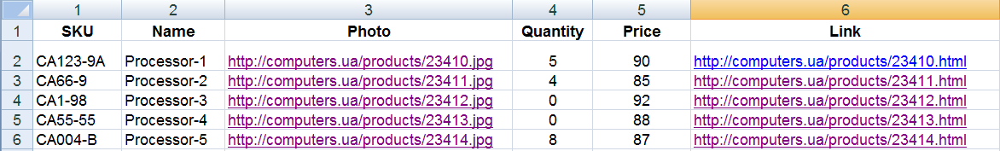 1 2 3 4 5 6
1 SKU Name Photo Quantity Price Link
2 CA123-9A Processor-1 http://computers.ua/products/23410.jpg 5 90 http://computers.ua/products/23410.html
3 CA66-9 Processor-2 http://computers.ua/products/23411.jpg 4 85 http://computers.ua/products/23411.html
4 CA1-98 Processor-3 http://computers.ua/products/23412.jpg 0 92 http://computers.ua/products/23412.html
5 CA55-55 Processor-4 http://computers.ua/products/23413.jpg 0 88 http://computers.ua/products/23413.html
6 CA004-B Processor-5 http://computers.ua/products/23414.jpg 8 87 http://computers.ua/products/23414.html